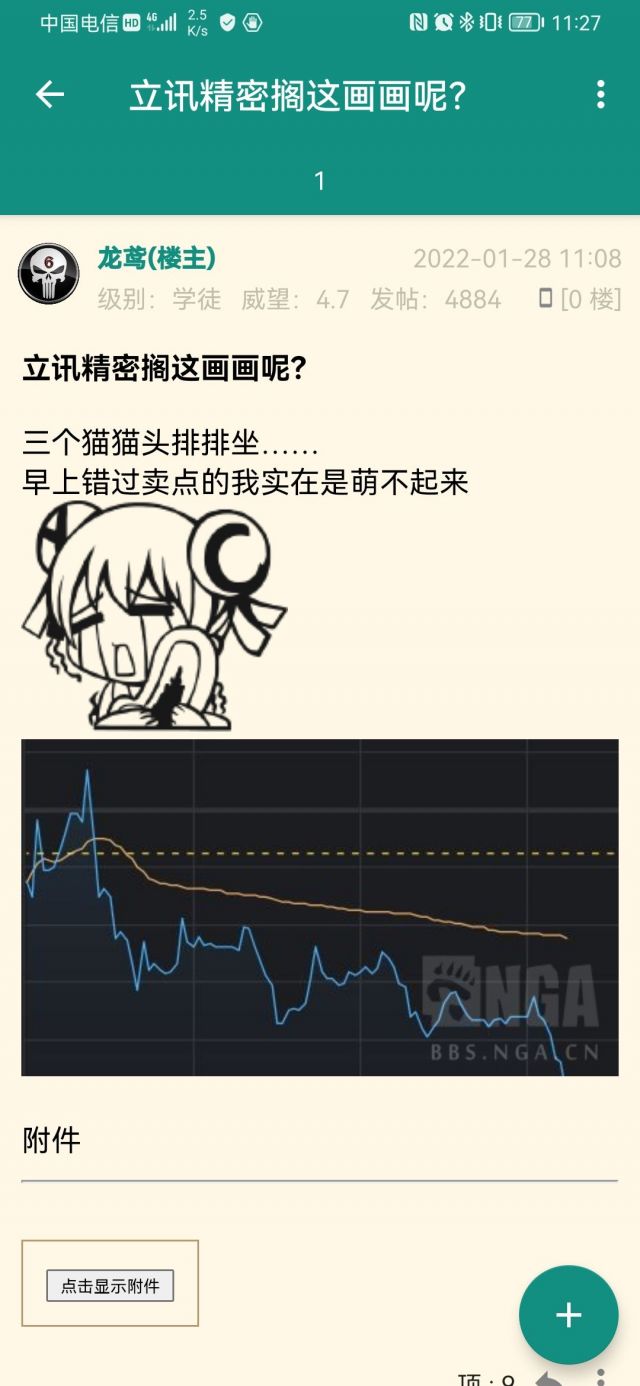 中国电信 HD 4G 2.5 K/s 77 11:27
立讯精密搁这画画呢？
1
6
龙鸢(楼主) 2022-01-28 11:08
级别：学徒 威望：4.7 发帖：4884 [0 楼]
立讯精密搁这画画呢？
三个猫猫头排排坐……
早上错过卖点的我实在是萌不起来
NGA
BBS.NGA.CN
附件
点击显示附件